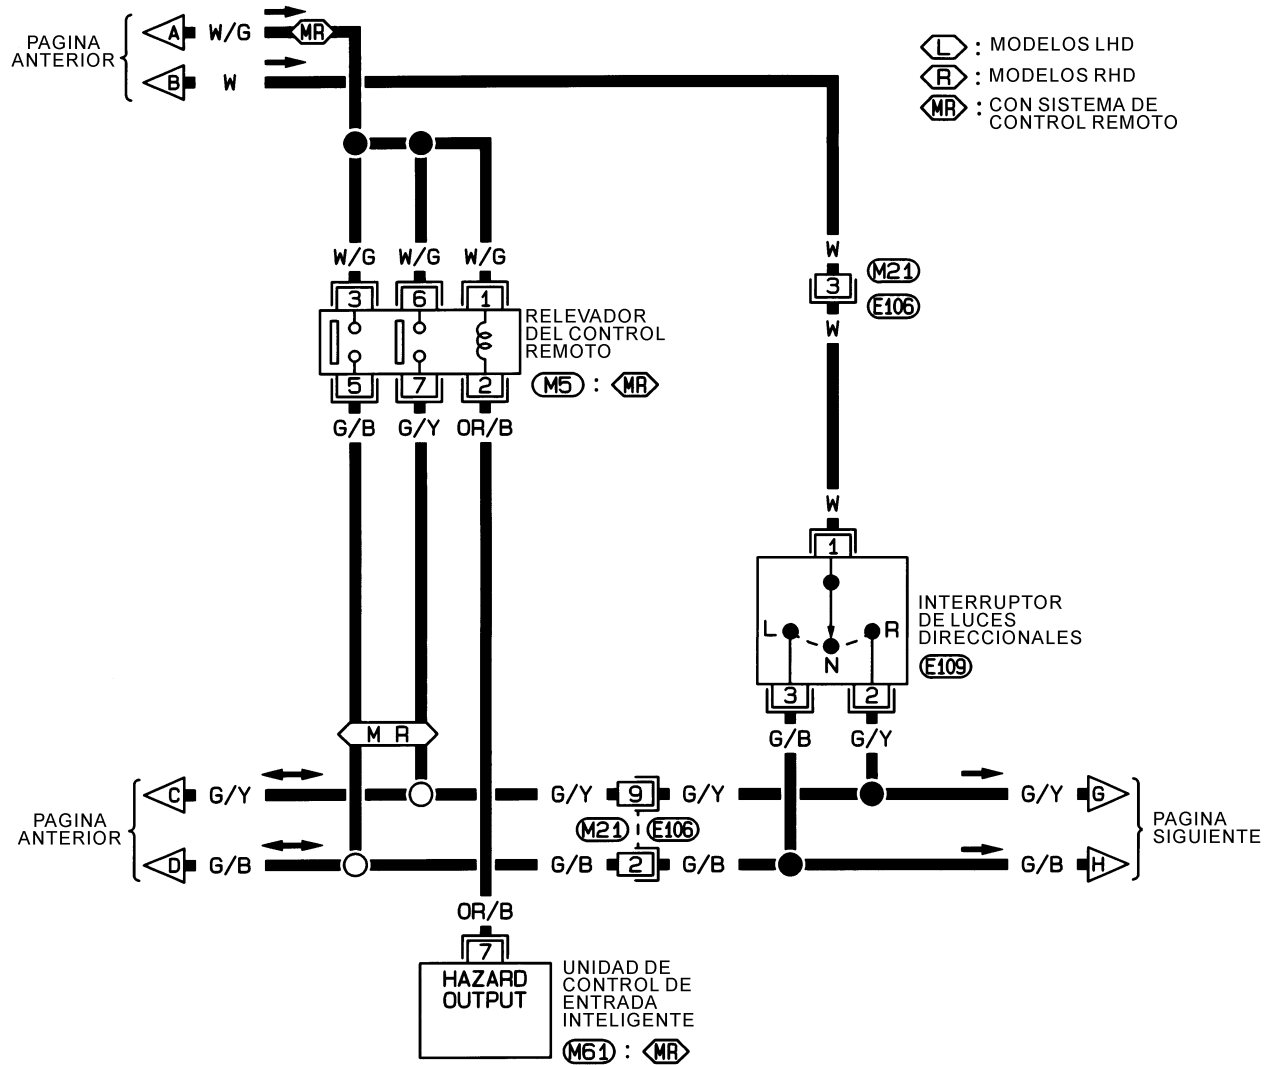 PAGINA
ANTERIOR
A W/G MR
B W
L : MODELOS LHD
R : MODELOS RHD
MR : CON SISTEMA DE
CONTROL REMOTO
W/G W/G W/G
3 6 1
RELEVADOR
DEL CONTROL
REMOTO
M5 : MR
5 7 2
G/B G/Y OR/B
W
3
M21
E106
W
W
1
L R
N
INTERRUPTOR
DE LUCES
DIRECCIONALES
E109
3 2
G/B G/Y
M R
PAGINA
ANTERIOR
C G/Y G/Y 9 G/Y G/Y G
M21 E106
D G/B G/B 2 G/B G/B H
PAGINA
SIGUIENTE
OR/B
7
HAZARD
OUTPUT
UNIDAD DE
CONTROL DE
ENTRADA
INTELIGENTE
M61 : MR